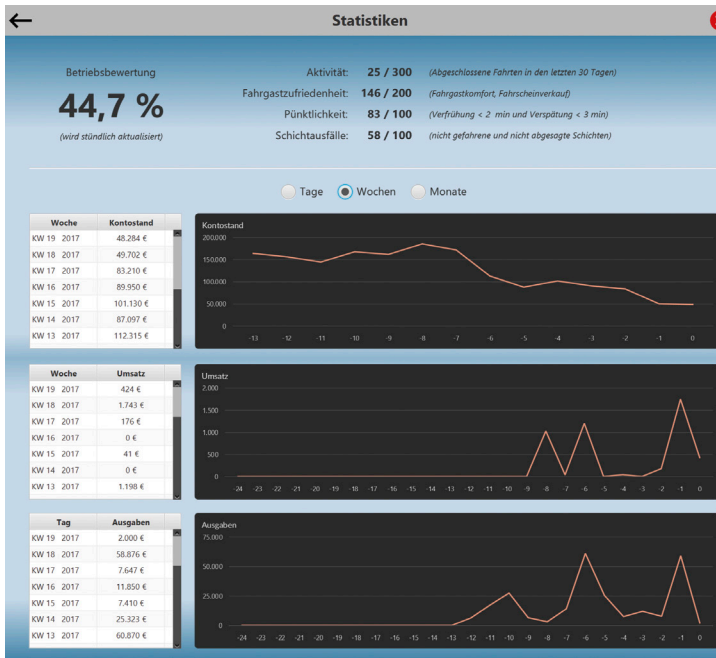 Statistiken
Betriebsbewertung
44,7 %
(wird stündlich aktualisiert)
Aktivität: 25 / 300 (Abgeschlossene Fahrten in den letzten 30 Tagen)
Fahrgastzufriedenheit: 146 / 200 (Fahrgastkomfort, Fahrscheinverkauf)
Pünktlichkeit: 83 / 100 (Verfrühung < 2 min und Verspätung < 3 min)
Schichtausfälle: 58 / 100 (nicht gefahrene und nicht abgesagte Schichten)
Tage Wochen Monate
Woche Kontostand
KW 19 2017 48.284 €
KW 18 2017 49.702 €
KW 17 2017 83.210 €
KW 16 2017 89.950 €
KW 15 2017 101.130 €
KW 14 2017 87.097 €
KW 13 2017 112.315 €
Kontostand
200.000
150.000
100.000
50.000
0
-13 -12 -11 -10 -9 -8 -7 -6 -5 -4 -3 -2 -1 0
Woche Umsatz
KW 19 2017 424 €
KW 18 2017 1.743 €
KW 17 2017 176 €
KW 16 2017 0 €
KW 15 2017 41 €
KW 14 2017 0 €
KW 13 2017 1.198 €
Umsatz
2.000
1.500
1.000
500
0
-24 -23 -22 -21 -20 -19 -18 -17 -16 -15 -14 -13 -12 -11 -10 -9 -8 -7 -6 -5 -4 -3 -2 -1 0
Tag Ausgaben
KW 19 2017 2.000 €
KW 18 2017 58.876 €
KW 17 2017 7.647 €
KW 16 2017 11.850 €
KW 15 2017 7.410 €
KW 14 2017 25.323 €
KW 13 2017 60.870 €
Ausgaben
75.000
50.000
25.000
0
-24 -23 -22 -21 -20 -19 -18 -17 -16 -15 -14 -13 -12 -11 -10 -9 -8 -7 -6 -5 -4 -3 -2 -1 0